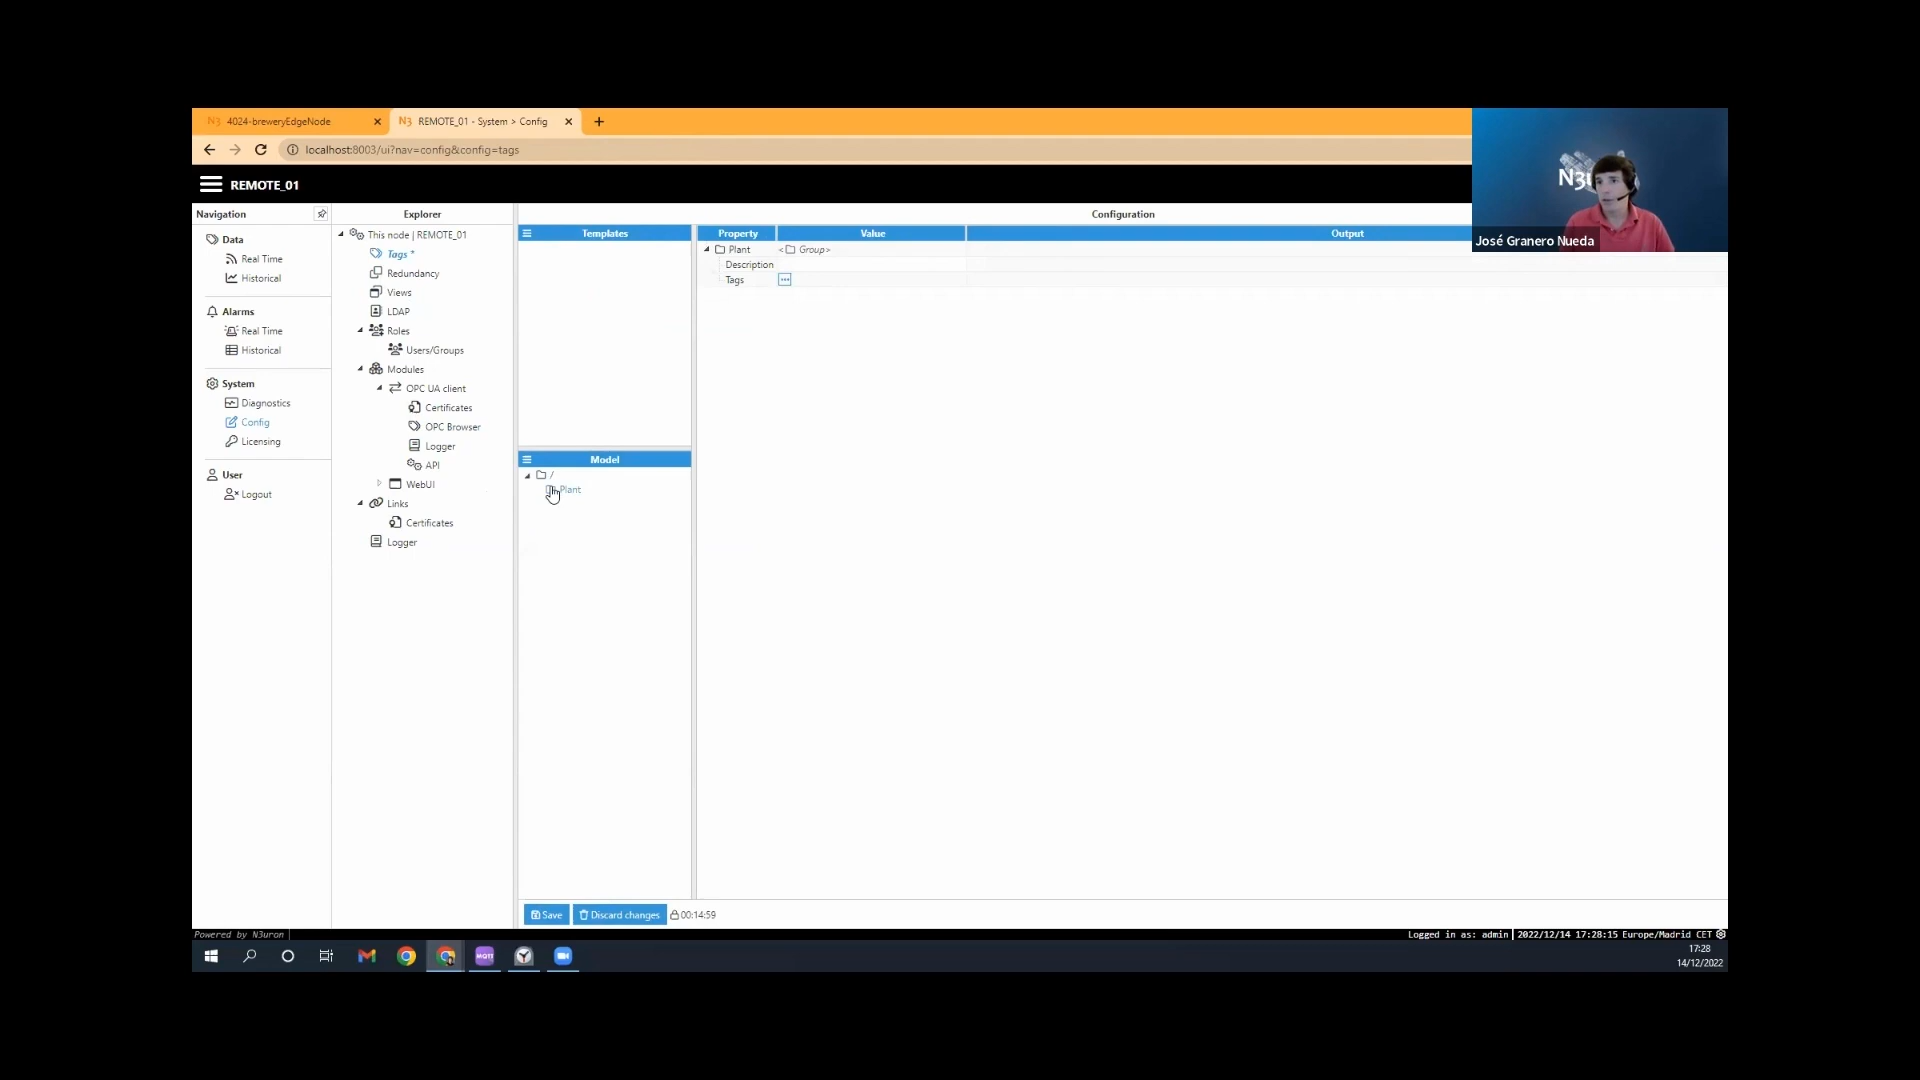 N3 4024-breweryEdgeNode
N3 REMOTE_01 - System > Config
localhost:8003/ui?nav=config&config=tags
REMOTE_01
Navigation
Data
Real Time
Historical
Alarms
Real Time
Historical
System
Diagnostics
Config
Licensing
User
Logout
Explorer
This node | REMOTE_01
Tags *
Redundancy
Views
LDAP
Roles
Users/Groups
Modules
OPC UA client
Certificates
OPC Browser
Logger
API
WebUI
Links
Certificates
Logger
Templates
Model
/
Plant
Configuration
Property Value Output
Plant < Group>
Description
Tags ...
José Granero Nueda
Save Discard changes 00:14:59
Powered by N3uron
Logged in as: admin | 2022/12/14 17:28:15 Europe/Madrid CET
MQTT
17:28
14/12/2022